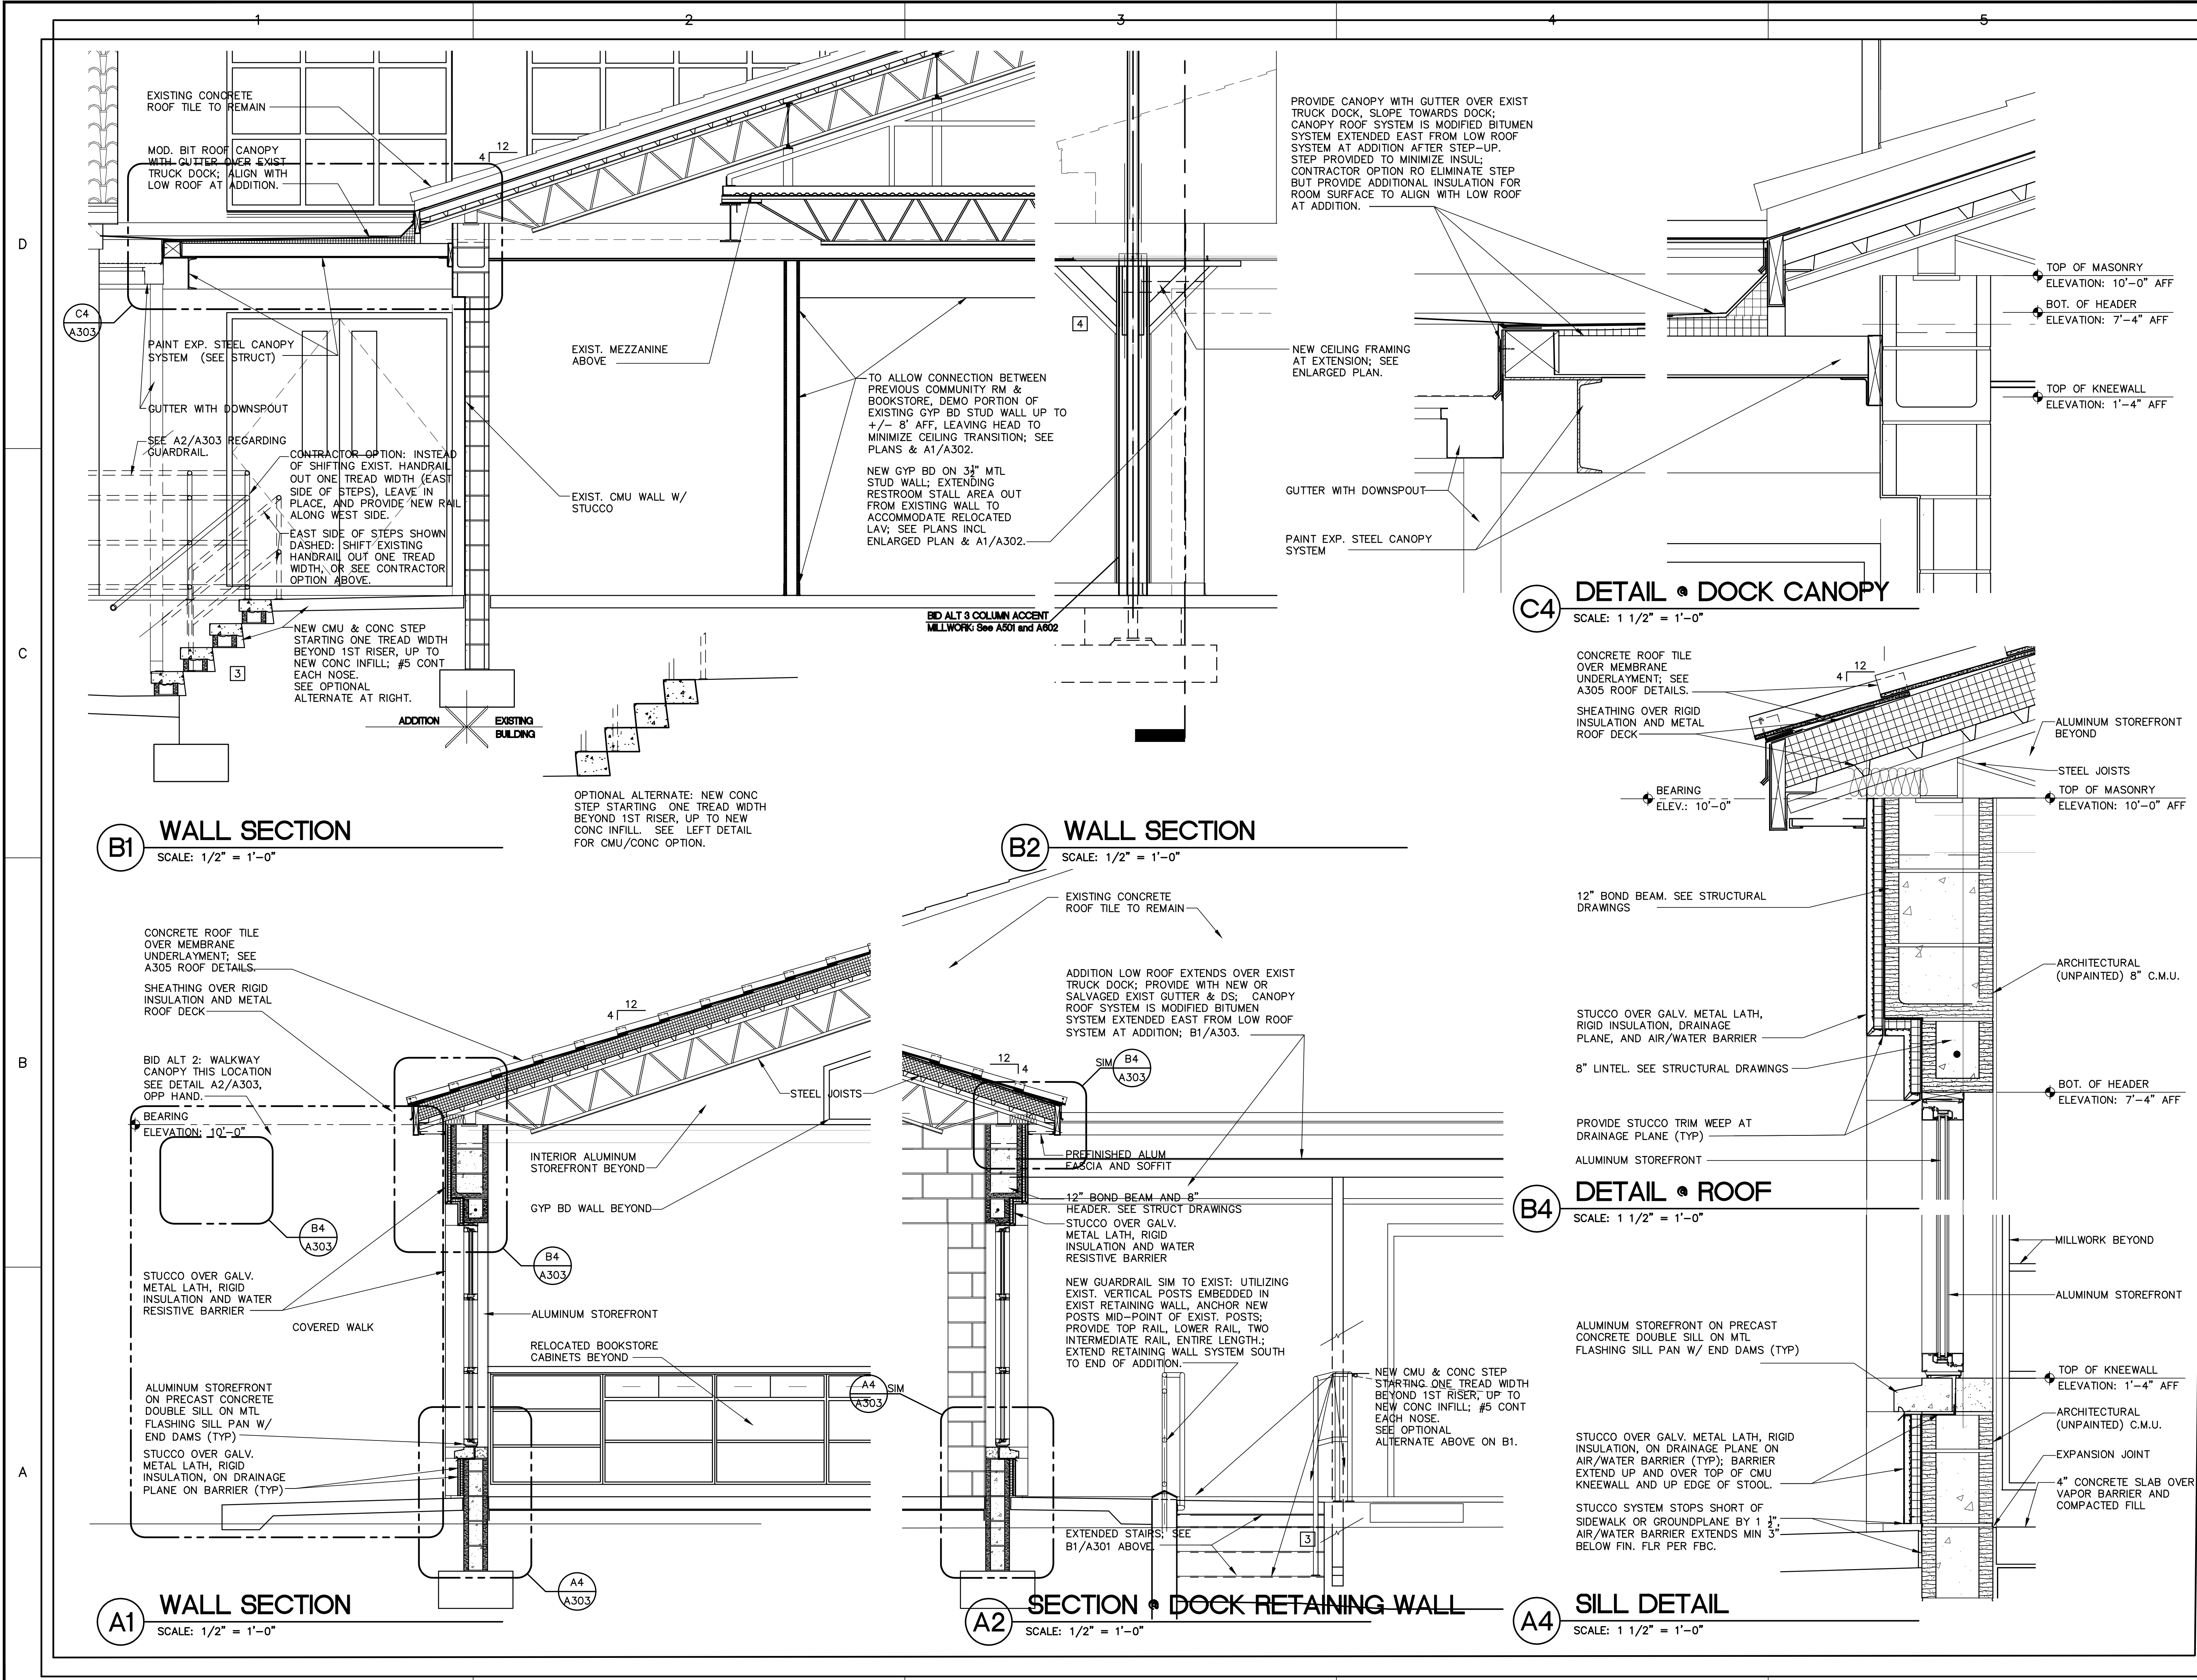 1
2
3
4
5
D
C
B
A
EXISTING CONCRETE
ROOF TILE TO REMAIN
MOD. BIT ROOF CANOPY
WITH GUTTER OVER EXIST
TRUCK DOCK; ALIGN WITH
LOW ROOF AT ADDITION.
12
4
C4
A303
PAINT EXP. STEEL CANOPY
SYSTEM (SEE STRUCT)
GUTTER WITH DOWNSPOUT
SEE A2/A303 REGARDING
GUARDRAIL.
CONTRACTOR OPTION: INSTEAD
OF SHIFTING EXIST. HANDRAIL
OUT ONE TREAD WIDTH (EAST
SIDE OF STEPS), LEAVE IN
PLACE, AND PROVIDE NEW RAIL
ALONG WEST SIDE.
EAST SIDE OF STEPS SHOWN
DASHED: SHIFT EXISTING
HANDRAIL OUT ONE TREAD
WIDTH, OR SEE CONTRACTOR
OPTION ABOVE.
NEW CMU & CONC STEP
STARTING ONE TREAD WIDTH
BEYOND 1ST RISER, UP TO
NEW CONC INFILL; #5 CONT
EACH NOSE.
SEE OPTIONAL
ALTERNATE AT RIGHT.
3
ADDITION
EXISTING
BUILDING
EXIST. MEZZANINE
ABOVE
EXIST. CMU WALL W/
STUCCO
TO ALLOW CONNECTION BETWEEN
PREVIOUS COMMUNITY RM &
BOOKSTORE, DEMO PORTION OF
EXISTING GYP BD STUD WALL UP TO
+/- 8' AFF, LEAVING HEAD TO
MINIMIZE CEILING TRANSITION; SEE
PLANS & A1/A302.
NEW GYP BD ON 3½" MTL
STUD WALL; EXTENDING
RESTROOM STALL AREA OUT
FROM EXISTING WALL TO
ACCOMMODATE RELOCATED
LAV; SEE PLANS INCL
ENLARGED PLAN & A1/A302.
BID ALT 3 COLUMN ACCENT
MILLWORK: See A501 and A602
4
NEW CEILING FRAMING
AT EXTENSION; SEE
ENLARGED PLAN.
OPTIONAL ALTERNATE: NEW CONC
STEP STARTING ONE TREAD WIDTH
BEYOND 1ST RISER, UP TO NEW
CONC INFILL. SEE LEFT DETAIL
FOR CMU/CONC OPTION.
B1
WALL SECTION
SCALE: 1/2" = 1'-0"
B2
WALL SECTION
SCALE: 1/2" = 1'-0"
PROVIDE CANOPY WITH GUTTER OVER EXIST
TRUCK DOCK, SLOPE TOWARDS DOCK;
CANOPY ROOF SYSTEM IS MODIFIED BITUMEN
SYSTEM EXTENDED EAST FROM LOW ROOF
SYSTEM AT ADDITION AFTER STEP-UP.
STEP PROVIDED TO MINIMIZE INSUL;
CONTRACTOR OPTION RO ELIMINATE STEP
BUT PROVIDE ADDITIONAL INSULATION FOR
ROOM SURFACE TO ALIGN WITH LOW ROOF
AT ADDITION.
GUTTER WITH DOWNSPOUT
PAINT EXP. STEEL CANOPY
SYSTEM
TOP OF MASONRY
ELEVATION: 10'-0" AFF
BOT. OF HEADER
ELEVATION: 7'-4" AFF
TOP OF KNEEWALL
ELEVATION: 1'-4" AFF
C4
DETAIL @ DOCK CANOPY
SCALE: 1 1/2" = 1'-0"
CONCRETE ROOF TILE
OVER MEMBRANE
UNDERLAYMENT; SEE
A305 ROOF DETAILS.
SHEATHING OVER RIGID
INSULATION AND METAL
ROOF DECK
12
4
ALUMINUM STOREFRONT
BEYOND
STEEL JOISTS
TOP OF MASONRY
ELEVATION: 10'-0" AFF
BEARING
ELEV.: 10'-0"
12" BOND BEAM. SEE STRUCTURAL
DRAWINGS
ARCHITECTURAL
(UNPAINTED) 8" C.M.U.
STUCCO OVER GALV. METAL LATH,
RIGID INSULATION, DRAINAGE
PLANE, AND AIR/WATER BARRIER
8" LINTEL. SEE STRUCTURAL DRAWINGS
BOT. OF HEADER
ELEVATION: 7'-4" AFF
PROVIDE STUCCO TRIM WEEP AT
DRAINAGE PLANE (TYP)
ALUMINUM STOREFRONT
B4
DETAIL @ ROOF
SCALE: 1 1/2" = 1'-0"
MILLWORK BEYOND
ALUMINUM STOREFRONT
ALUMINUM STOREFRONT ON PRECAST
CONCRETE DOUBLE SILL ON MTL
FLASHING SILL PAN W/ END DAMS (TYP)
TOP OF KNEEWALL
ELEVATION: 1'-4" AFF
ARCHITECTURAL
(UNPAINTED) C.M.U.
EXPANSION JOINT
4" CONCRETE SLAB OVER
VAPOR BARRIER AND
COMPACTED FILL
STUCCO OVER GALV. METAL LATH, RIGID
INSULATION, ON DRAINAGE PLANE ON
AIR/WATER BARRIER (TYP); BARRIER
EXTEND UP AND OVER TOP OF CMU
KNEEWALL AND UP EDGE OF STOOL.
STUCCO SYSTEM STOPS SHORT OF
SIDEWALK OR GROUNDPLANE BY 1 ½",
AIR/WATER BARRIER EXTENDS MIN 3"
BELOW FIN. FLR PER FBC.
A4
SILL DETAIL
SCALE: 1 1/2" = 1'-0"
CONCRETE ROOF TILE
OVER MEMBRANE
UNDERLAYMENT; SEE
A305 ROOF DETAILS.
SHEATHING OVER RIGID
INSULATION AND METAL
ROOF DECK
BID ALT 2: WALKWAY
CANOPY THIS LOCATION
SEE DETAIL A2/A303,
OPP HAND.
BEARING
ELEVATION: 10'-0"
12
4
B4
A303
B4
A303
STEEL JOISTS
INTERIOR ALUMINUM
STOREFRONT BEYOND
GYP BD WALL BEYOND
STUCCO OVER GALV.
METAL LATH, RIGID
INSULATION AND WATER
RESISTIVE BARRIER
COVERED WALK
ALUMINUM STOREFRONT
RELOCATED BOOKSTORE
CABINETS BEYOND
ALUMINUM STOREFRONT
ON PRECAST CONCRETE
DOUBLE SILL ON MTL
FLASHING SILL PAN W/
END DAMS (TYP)
STUCCO OVER GALV.
METAL LATH, RIGID
INSULATION, ON DRAINAGE
PLANE ON BARRIER (TYP)
A4
A303
A1
WALL SECTION
SCALE: 1/2" = 1'-0"
EXISTING CONCRETE
ROOF TILE TO REMAIN
ADDITION LOW ROOF EXTENDS OVER EXIST
TRUCK DOCK; PROVIDE WITH NEW OR
SALVAGED EXIST GUTTER & DS; CANOPY
ROOF SYSTEM IS MODIFIED BITUMEN
SYSTEM EXTENDED EAST FROM LOW ROOF
SYSTEM AT ADDITION; B1/A303.
12
4
SIM
B4
A303
PREFINISHED ALUM
FASCIA AND SOFFIT
12" BOND BEAM AND 8"
HEADER. SEE STRUCT DRAWINGS
STUCCO OVER GALV.
METAL LATH, RIGID
INSULATION AND WATER
RESISTIVE BARRIER
NEW GUARDRAIL SIM TO EXIST: UTILIZING
EXIST. VERTICAL POSTS EMBEDDED IN
EXIST RETAINING WALL, ANCHOR NEW
POSTS MID-POINT OF EXIST. POSTS;
PROVIDE TOP RAIL, LOWER RAIL, TWO
INTERMEDIATE RAIL, ENTIRE LENGTH.;
EXTEND RETAINING WALL SYSTEM SOUTH
TO END OF ADDITION.
A4
A303
SIM
NEW CMU & CONC STEP
STARTING ONE TREAD WIDTH
BEYOND 1ST RISER, UP TO
NEW CONC INFILL; #5 CONT
EACH NOSE.
SEE OPTIONAL
ALTERNATE ABOVE ON B1.
EXTENDED STAIRS; SEE
B1/A301 ABOVE.
3
A2
SECTION @ DOCK RETAINING WALL
SCALE: 1/2" = 1'-0"